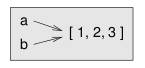 a
[ 1, 2, 3 ]
b